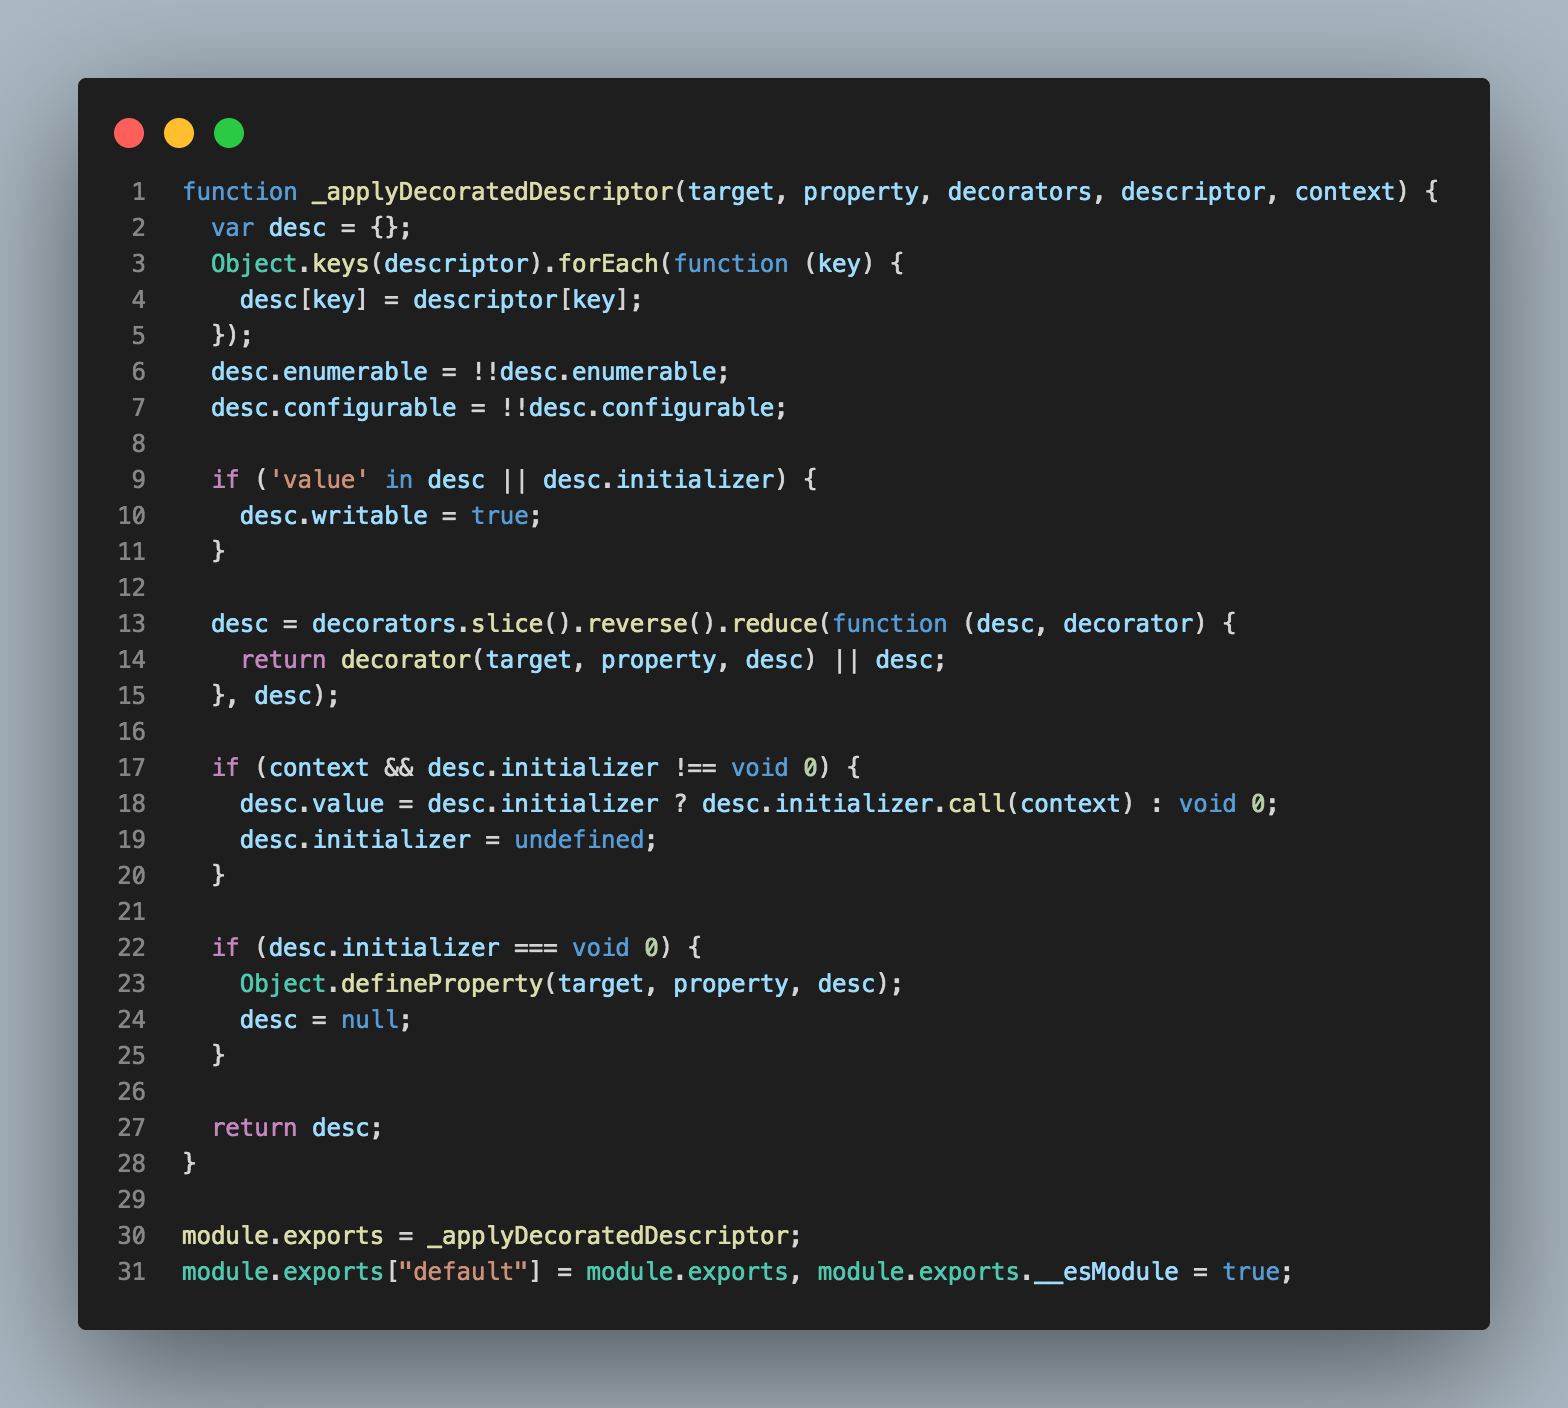 1 function _applyDecoratedDescriptor(target, property, decorators, descriptor, context) {
2   var desc = {};
3   Object.keys(descriptor).forEach(function (key) {
4     desc[key] = descriptor[key];
5   });
6   desc.enumerable = !!desc.enumerable;
7   desc.configurable = !!desc.configurable;
8
9   if ('value' in desc || desc.initializer) {
10     desc.writable = true;
11   }
12
13   desc = decorators.slice().reverse().reduce(function (desc, decorator) {
14     return decorator(target, property, desc) || desc;
15   }, desc);
16
17   if (context && desc.initializer !== void 0) {
18     desc.value = desc.initializer ? desc.initializer.call(context) : void 0;
19     desc.initializer = undefined;
20   }
21
22   if (desc.initializer === void 0) {
23     Object.defineProperty(target, property, desc);
24     desc = null;
25   }
26
27   return desc;
28 }
29
30 module.exports = _applyDecoratedDescriptor;
31 module.exports["default"] = module.exports, module.exports.__esModule = true;